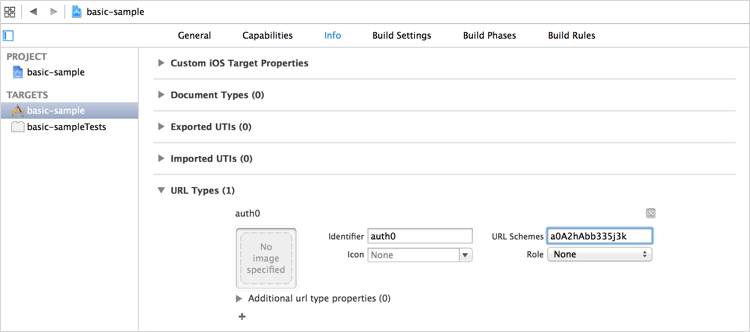 basic-sample
General Capabilities Info Build Settings Build Phases Build Rules
PROJECT
basic-sample
TARGETS
basic-sample
basic-sampleTests
Custom iOS Target Properties
Document Types (0)
Exported UTIs (0)
Imported UTIs (0)
URL Types (1)
auth0
No
image
specified
Identifier auth0
URL Schemes a0A2hAbb335j3k
Icon None
Role None
Additional url type properties (0)